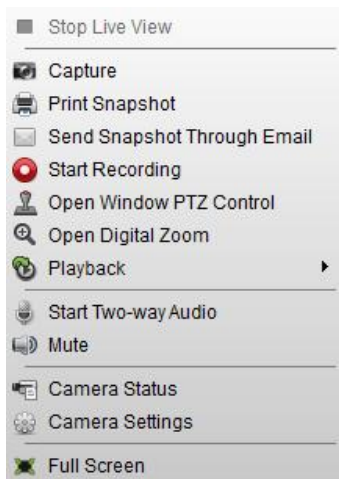 Stop Live View
Capture
Print Snapshot
Send Snapshot Through Email
Start Recording
Open Window PTZ Control
Open Digital Zoom
Playback
Start Two-way Audio
Mute
Camera Status
Camera Settings
Full Screen